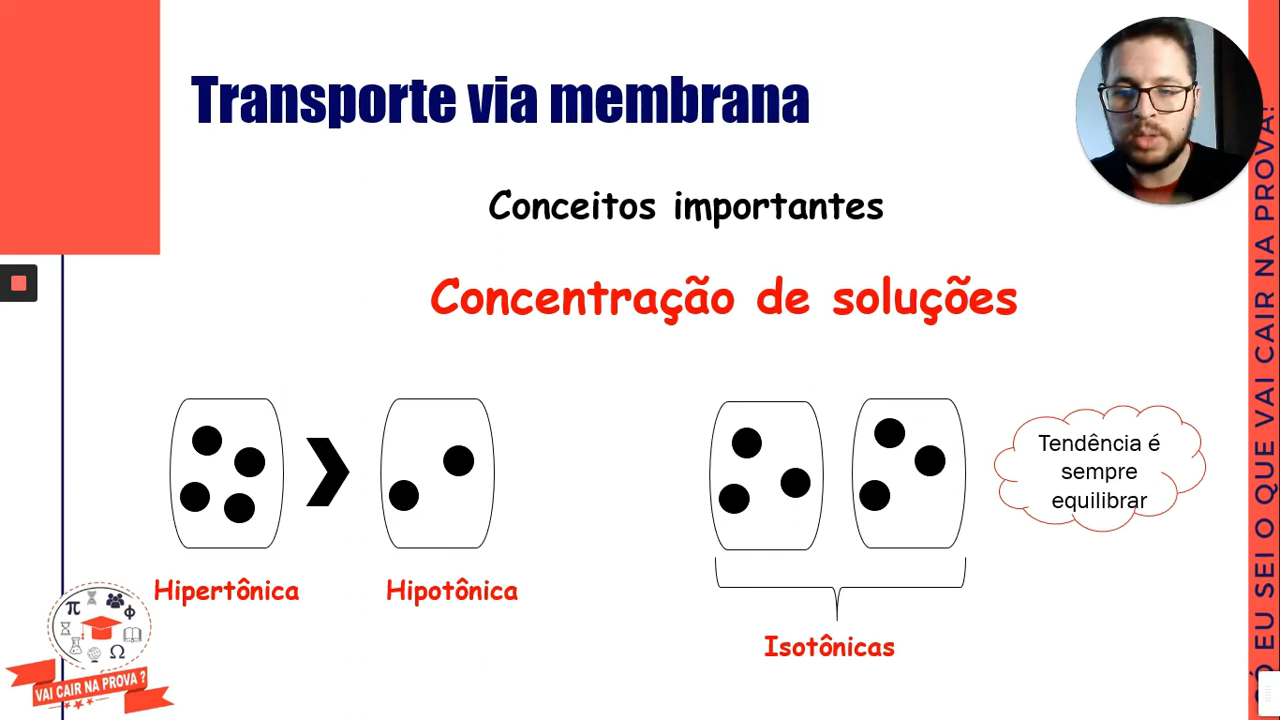 Transporte via membrana
Conceitos importantes
Concentração de soluções
Tendência é
sempre
equilibrar
Hipertônica
Hipotônica
Isotônicas
π
Φ
Ω
VAI CAIR NA PROVA ?
EU SEI O QUE VAI CAIR NA PROVA!